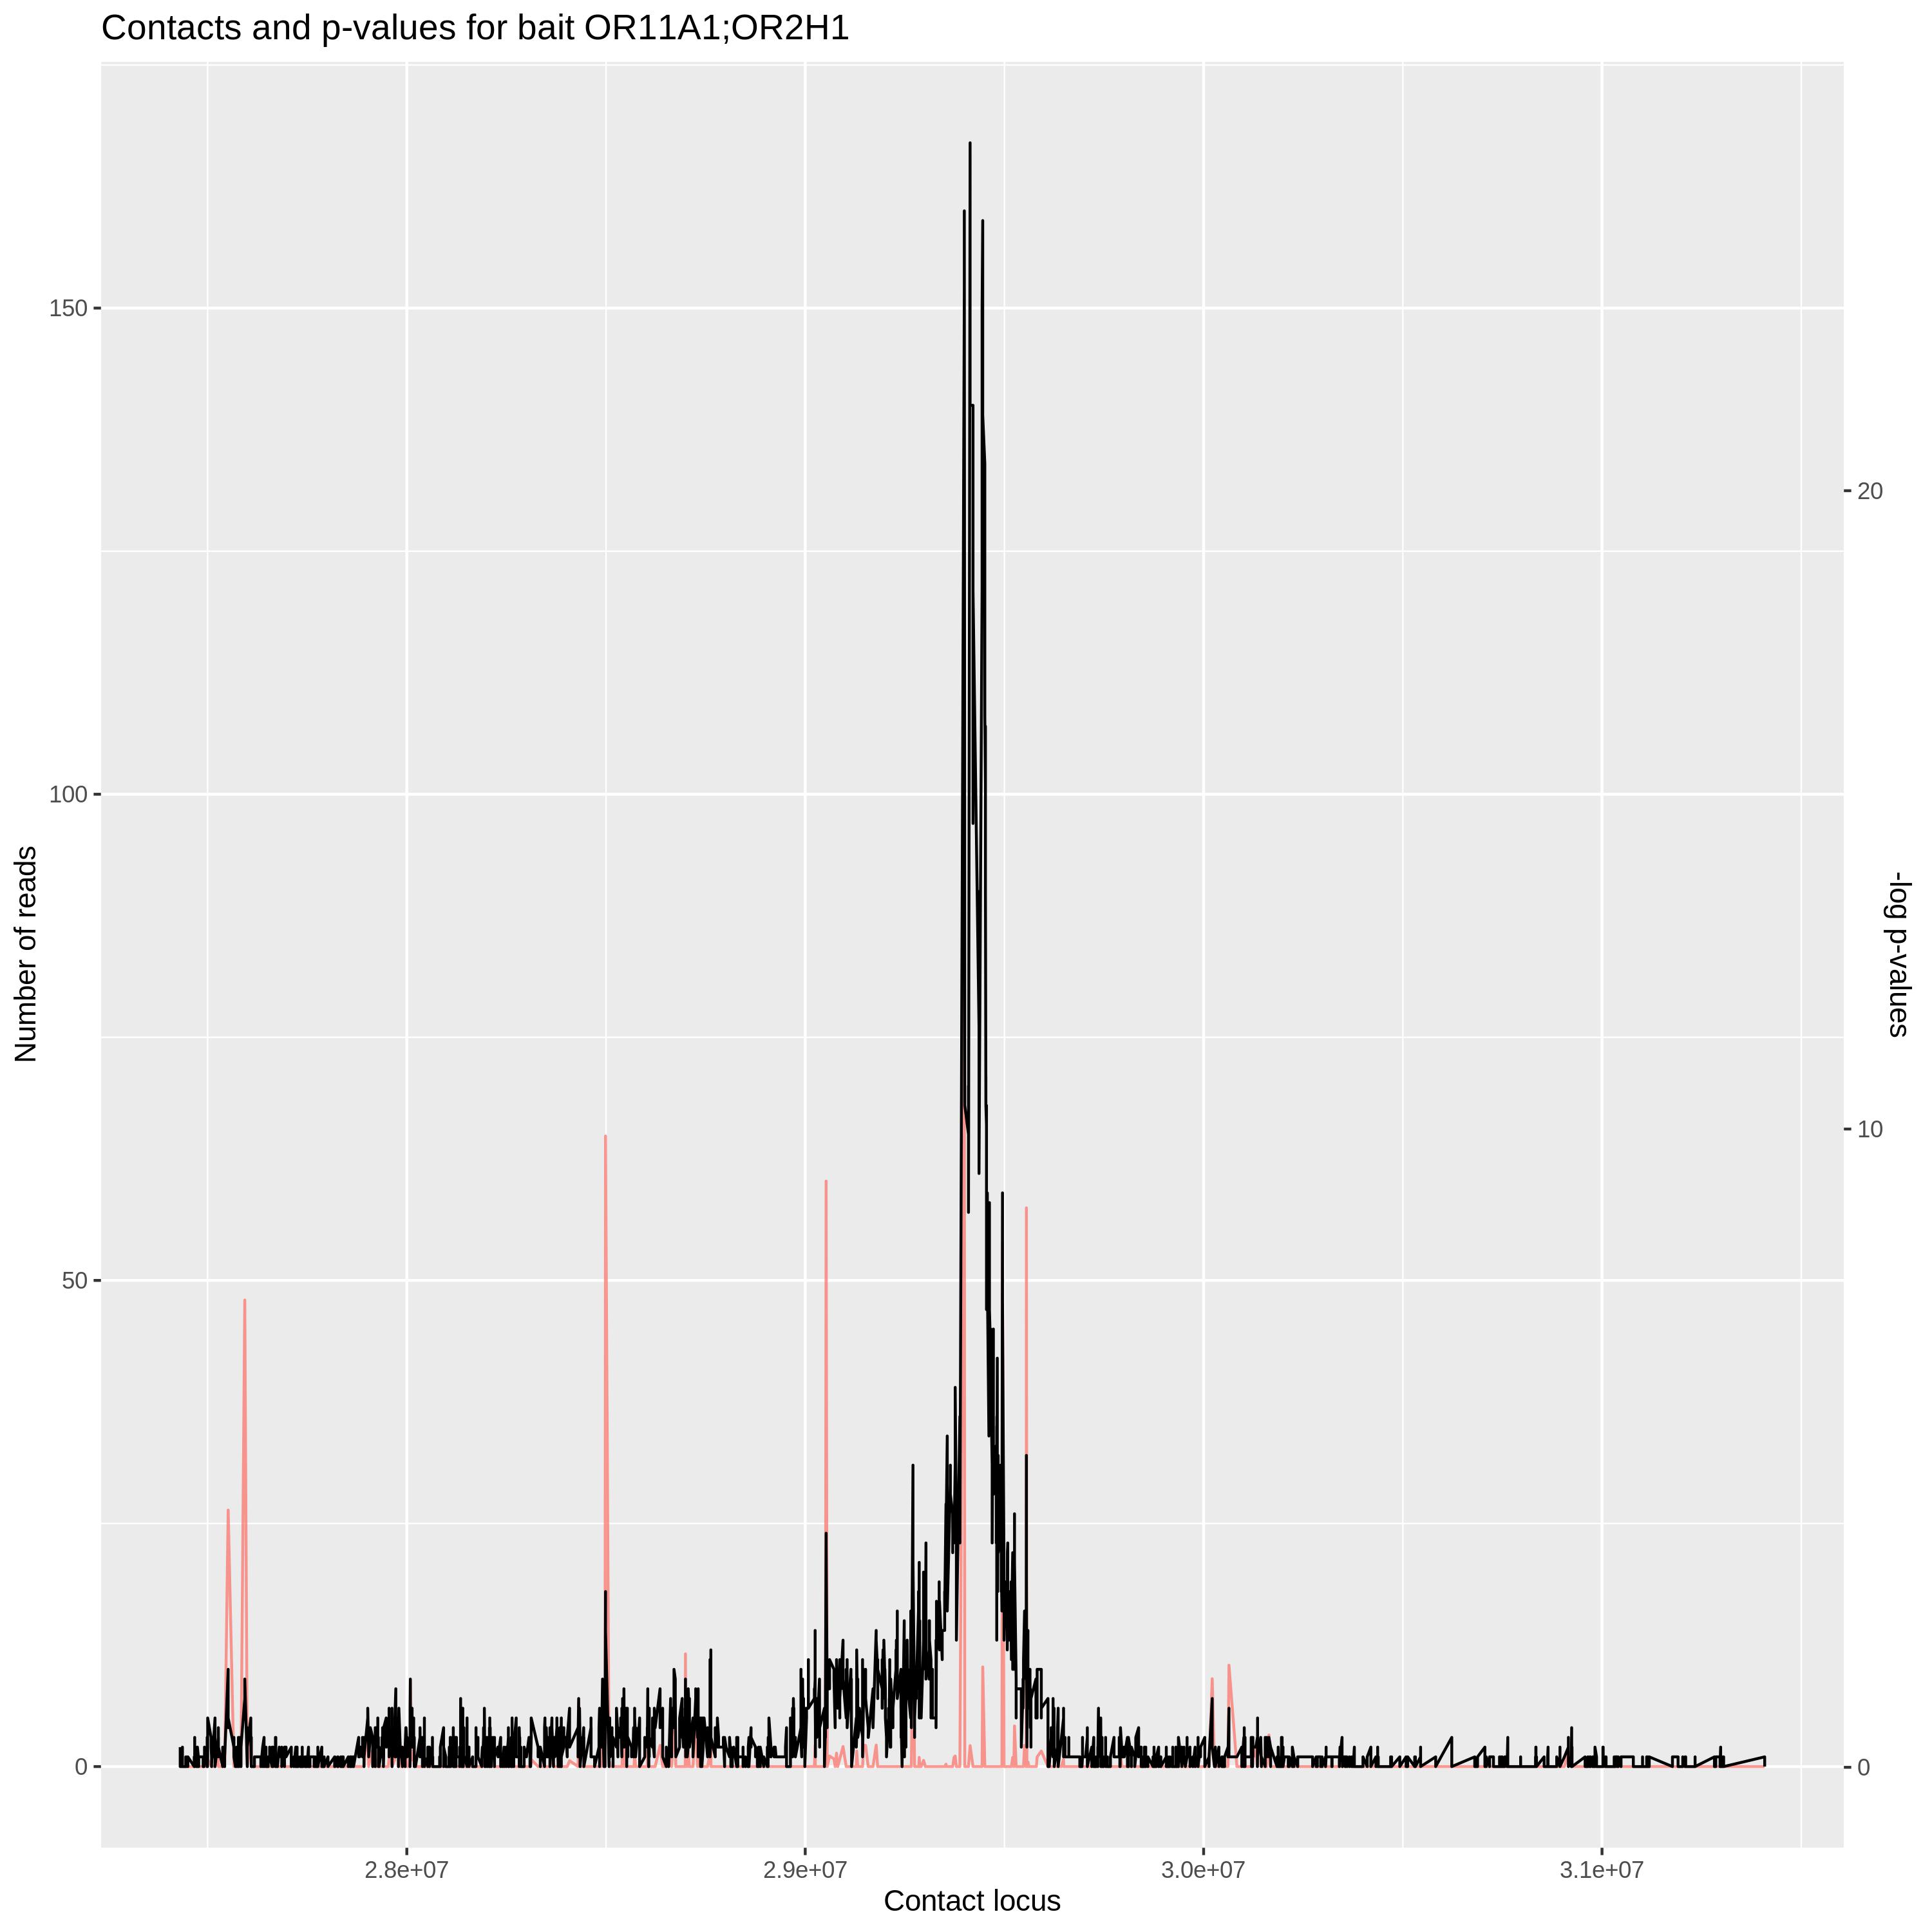 Contacts and p-values for bait OR11A1;OR2H1
Number of reads
150
100
50
0
20
10
0
-log p-values
2.8e+07
2.9e+07
3.0e+07
3.1e+07
Contact locus